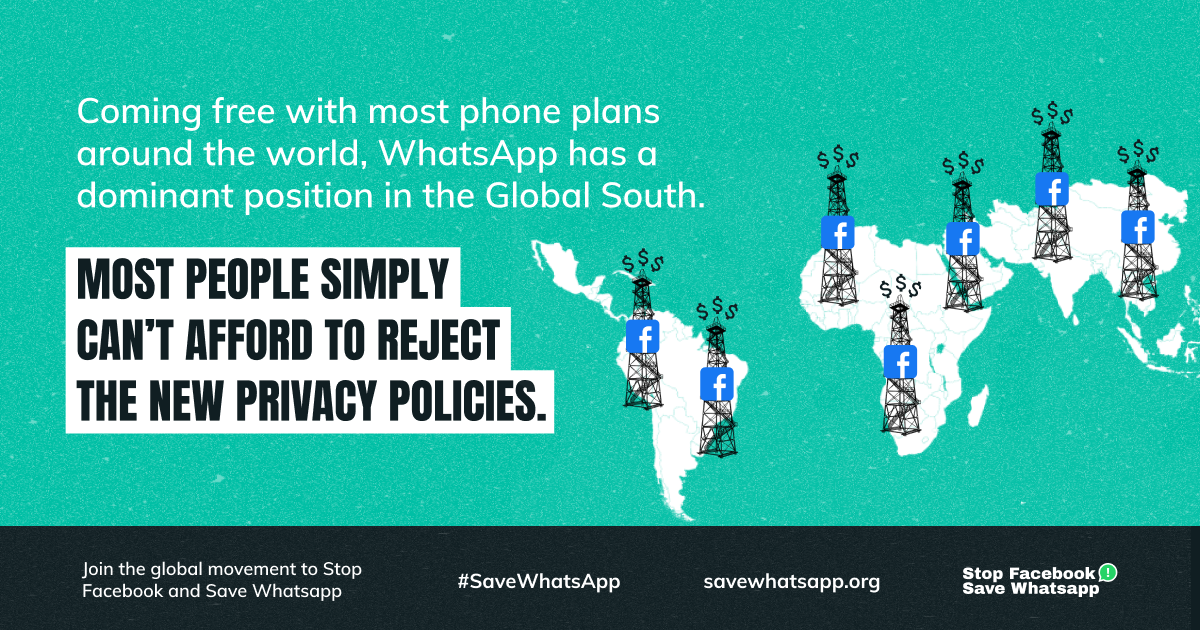 Coming free with most phone plans
around the world, WhatsApp has a
dominant position in the Global South.
MOST PEOPLE SIMPLY
CAN'T AFFORD TO REJECT
THE NEW PRIVACY POLICIES.
$ $ $
$ $ $
$ $ $
$ $ $
$ $ $
$ $ $
$ $ $
f
f
f
f
f
f
f
Join the global movement to Stop
Facebook and Save Whatsapp
#SaveWhatsApp
savewhatsapp.org
Stop Facebook !
Save Whatsapp